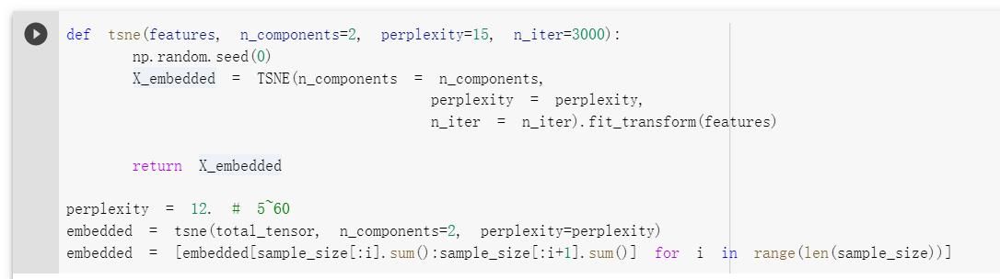 def tsne(features, n_components=2, perplexity=15, n_iter=3000):
np.random.seed(0)
X_embedded = TSNE(n_components = n_components,
perplexity = perplexity,
n_iter = n_iter).fit_transform(features)
return X_embedded
perplexity = 12. # 5~60
embedded = tsne(total_tensor, n_components=2, perplexity=perplexity)
embedded = [embedded[sample_size[:i].sum():sample_size[:i+1].sum()] for i in range(len(sample_size))]